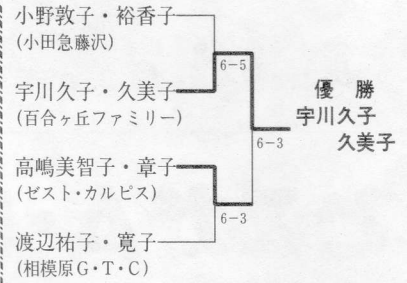 小野敦子・裕香子
(小田急藤沢)
6−5
宇川久子・久美子
(百合ヶ丘ファミリー)
優　勝
宇川久子
久美子
6−3
高嶋美智子・章子
(ゼスト・カルピス)
6−3
渡辺祐子・寛子
(相模原G・T・C)